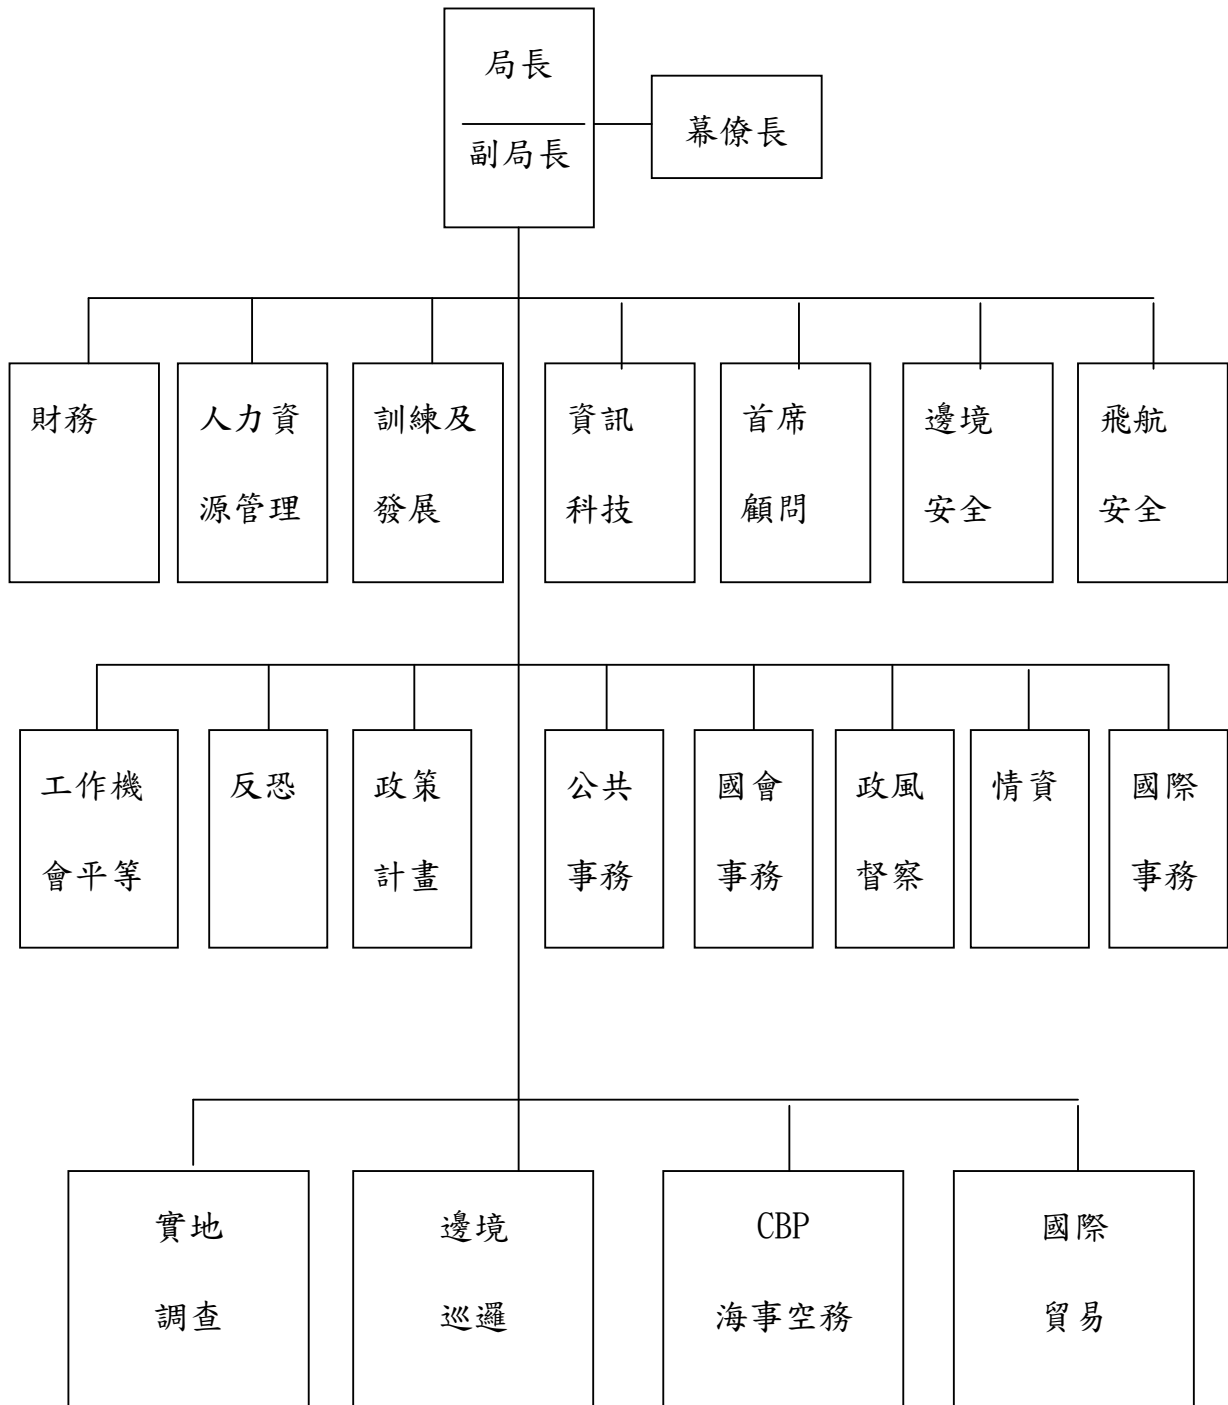 局長
副局長
幕僚長
財務
人力資
源管理
訓練及
發展
資訊
科技
首席
顧問
邊境
安全
飛航
安全
工作機
會平等
反恐
政策
計畫
公共
事務
國會
事務
政風
督察
情資
國際
事務
實地
調查
邊境
巡邏
CBP
海事空務
國際
貿易